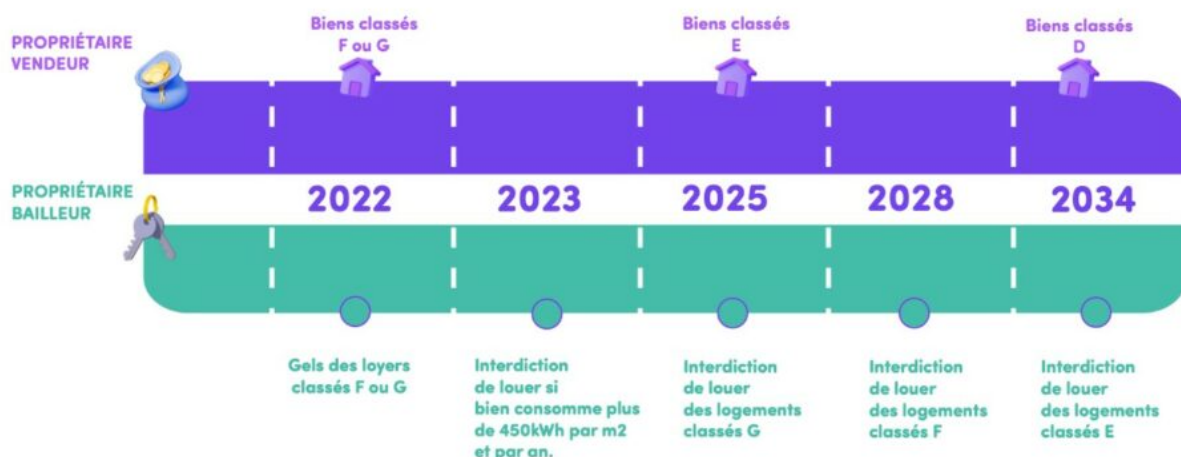 PROPRIÉTAIRE
VENDEUR
Biens classés
F ou G
Biens classés
E
Biens classés
D
PROPRIÉTAIRE
BAILLEUR
2022
2023
2025
2028
2034
Gels des loyers
classés F ou G
Interdiction
de louer si
bien consomme plus
de 450kWh par m2
et par an.
Interdiction
de louer
des logements
classés G
Interdiction
de louer
des logements
classés F
Interdiction
de louer
des logements
classés E